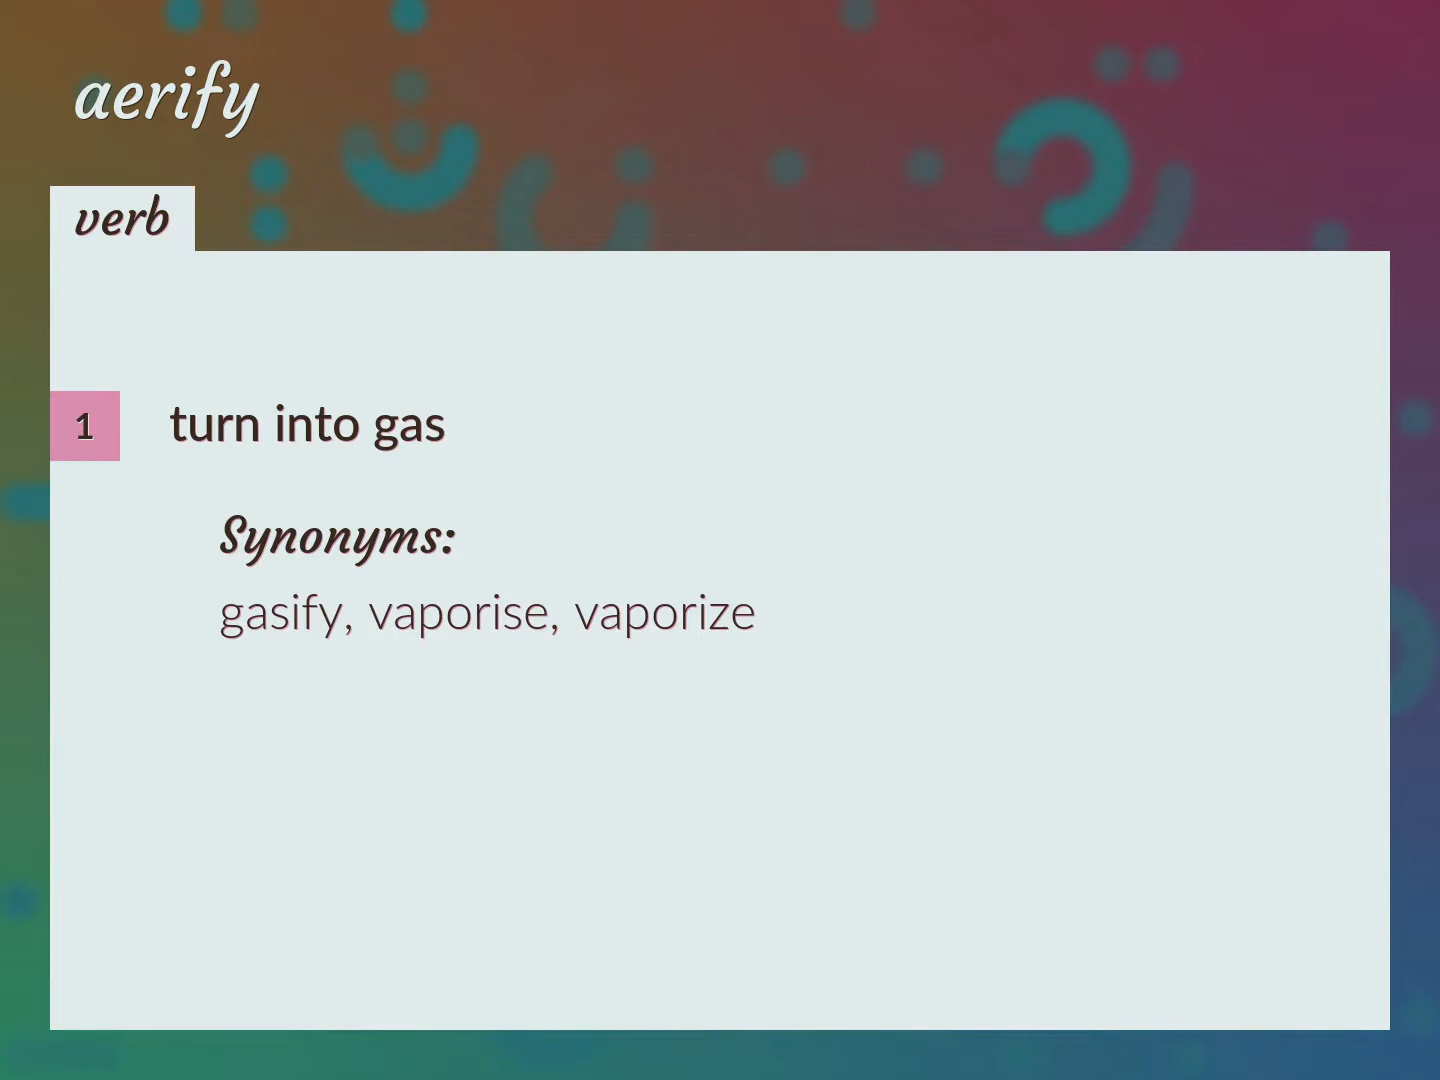 aerify
verb
1 turn into gas
Synonyms:
gasify, vaporise, vaporize